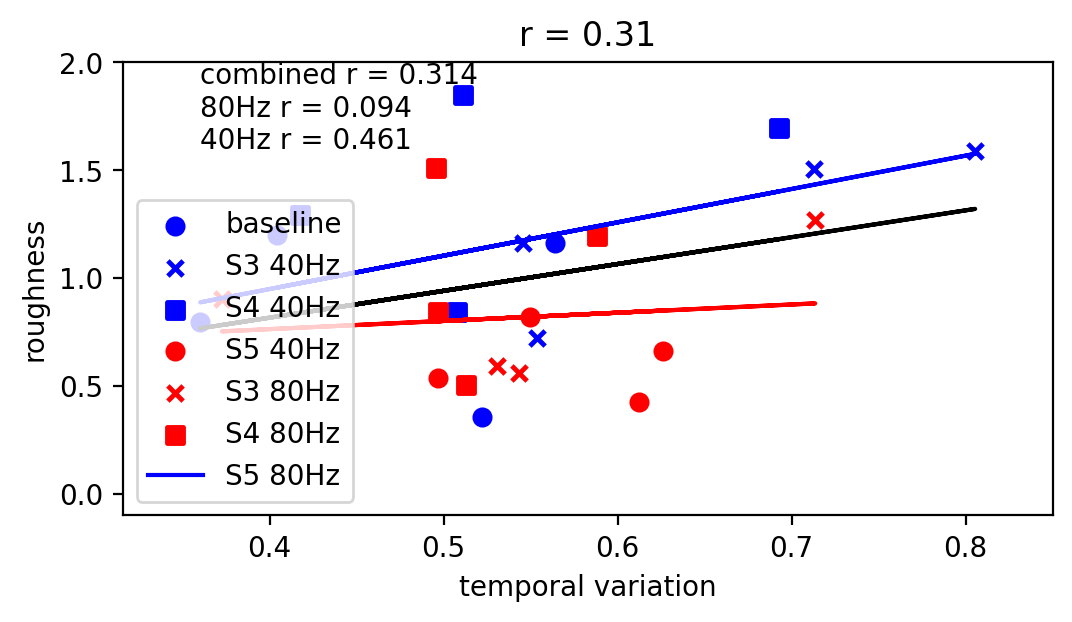 r = 0.31
combined r = 0.314
80Hz r = 0.094
40Hz r = 0.461
baseline
S3 40Hz
S4 40Hz
S5 40Hz
S3 80Hz
S4 80Hz
S5 80Hz
roughness
2.0
1.5
1.0
0.5
0.0
0.4 0.5 0.6 0.7 0.8
temporal variation